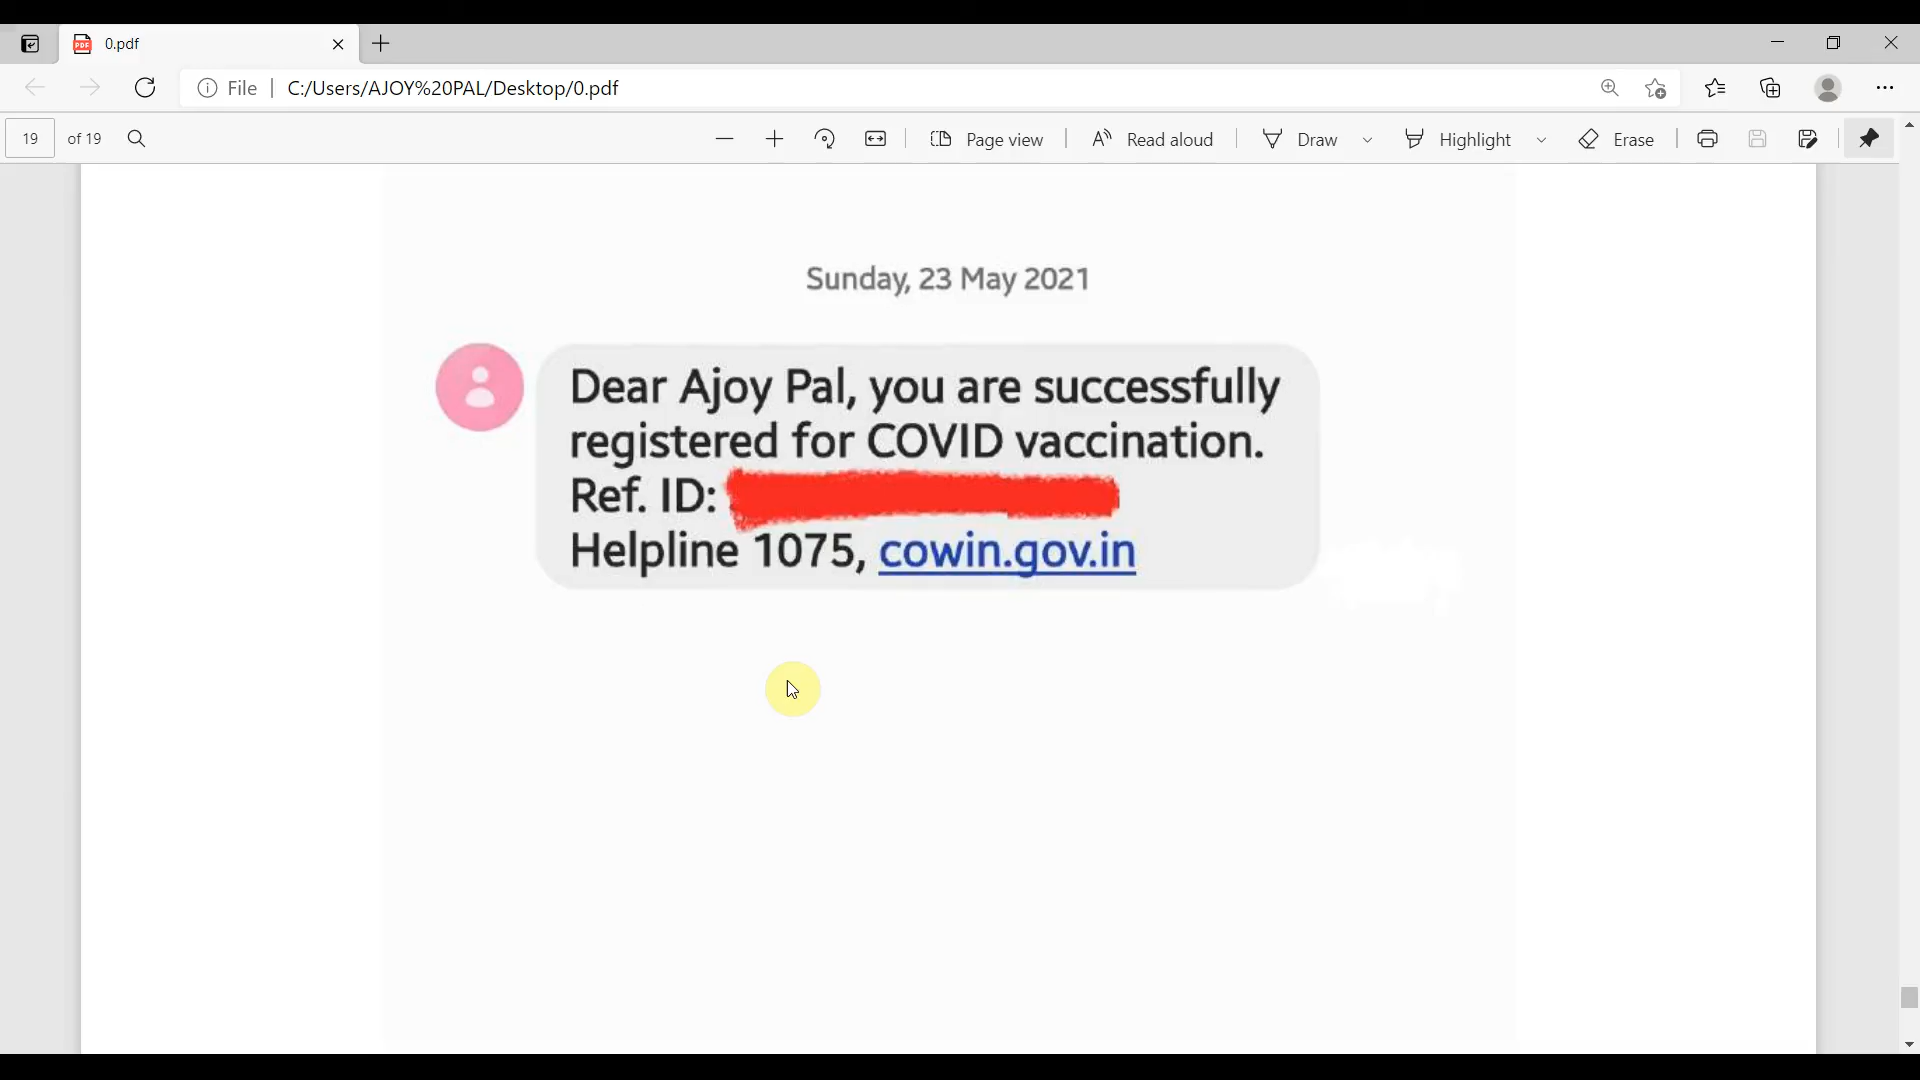 0.pdf
File
C:/Users/AJOY%20PAL/Desktop/0.pdf
19 of 19
Page view
Read aloud
Draw
Highlight
Erase
Sunday, 23 May 2021
Dear Ajoy Pal, you are successfully
registered for COVID vaccination.
Ref. ID:
Helpline 1075, cowin.gov.in